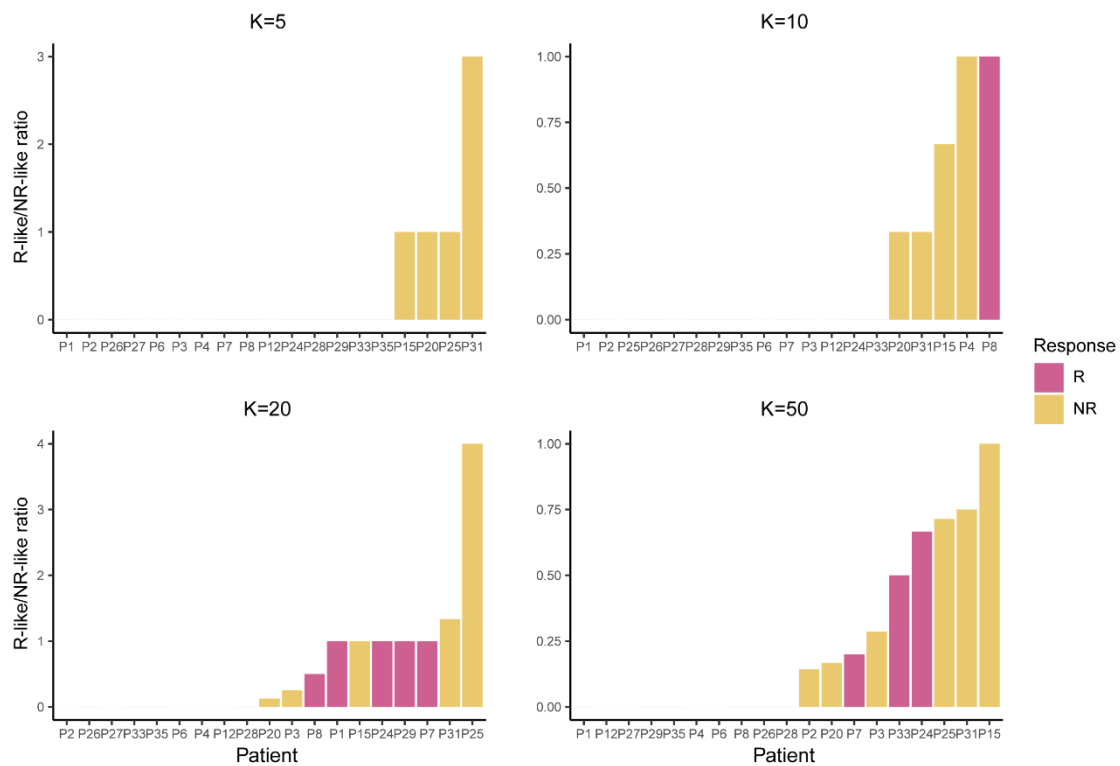 K=5
R-like/NR-like ratio
3
2
1
0
P1 P2 P26 P27 P6 P3 P4 P7 P8 P12 P24 P28 P29 P33 P35 P15 P20 P25 P31
K=10
1.00
0.75
0.50
0.25
0.00
P1 P2 P25 P26 P27 P28 P29 P35 P6 P7 P3 P12 P24 P33 P20 P31 P15 P4 P8
Response
R
NR
K=20
R-like/NR-like ratio
4
3
2
1
0
P2 P26 P27 P33 P35 P6 P4 P12 P28 P20 P3 P8 P1 P15 P24 P29 P7 P31 P25
Patient
K=50
1.00
0.75
0.50
0.25
0.00
P1 P12 P27 P29 P35 P4 P6 P8 P26 P28 P2 P20 P7 P3 P33 P24 P25 P31 P15
Patient